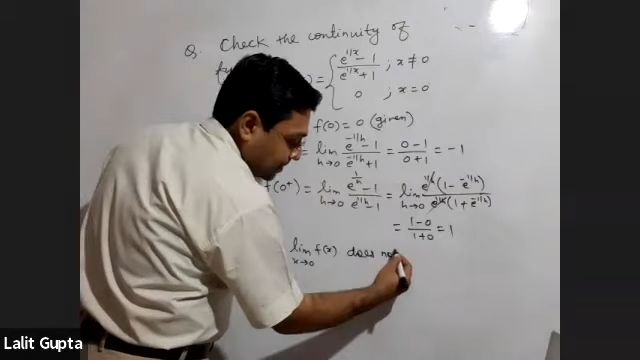 Q. Check the continuity of
) = { (e^{1/x} - 1)/(e^{1/x} + 1) ; x ≠ 0
0 ; x = 0
f(0) = 0 (given)
= lim_{h→0} (e^{-1/h} - 1)/(e^{-1/h} + 1) = (0 - 1)/(0 + 1) = -1
f(0⁺) = lim_{h→0} (e^{1/h} - 1)/(e^{1/h} - 1) = lim_{h→0} e^{1/h}(1 - e^{-1/h})/e^{1/h}(1 + e^{-1/h})
= (1 - 0)/(1 + 0) = 1
lim_{x→0} f(x) does
Lalit Gupta